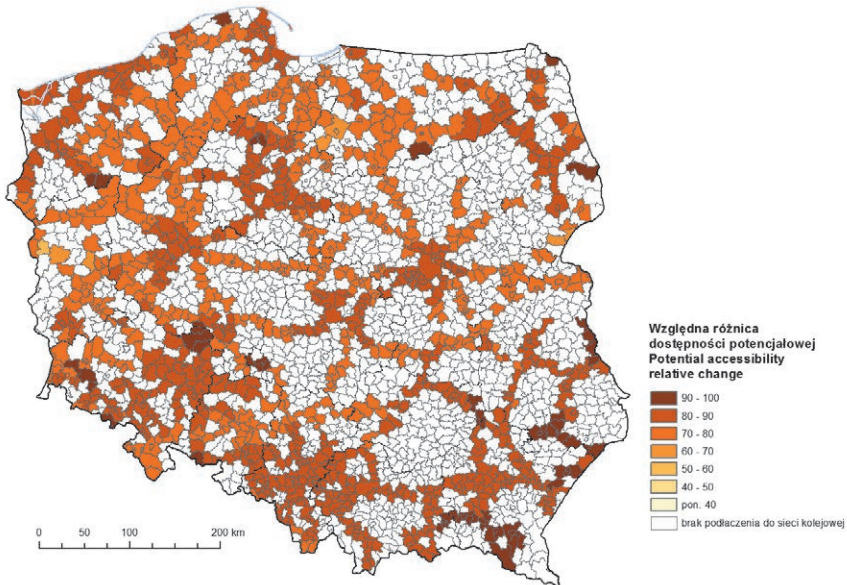 Względna różnica
dostępności potencjałowej
Potential accessibility
relative change
90 - 100
80 - 90
70 - 80
60 - 70
50 - 60
40 - 50
pon. 40
brak podłączenia do sieci kolejowej
0 50 100 200 km